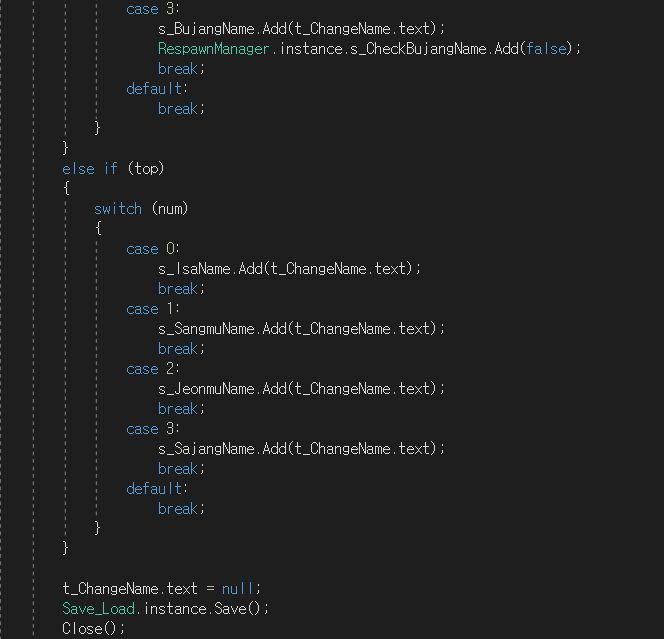 case 3:
s_BujangName.Add(t_ChangeName.text);
RespawnManager.instance.s_CheckBujangName.Add(false);
break;
default:
break;
}
}
else if (top)
{
switch (num)
{
case 0:
s_IsaName.Add(t_ChangeName.text);
break;
case 1:
s_SangmuName.Add(t_ChangeName.text);
break;
case 2:
s_JeonmuName.Add(t_ChangeName.text);
break;
case 3:
s_SajangName.Add(t_ChangeName.text);
break;
default:
break;
}
}
t_ChangeName.text = null;
Save_Load.instance.Save();
Close();